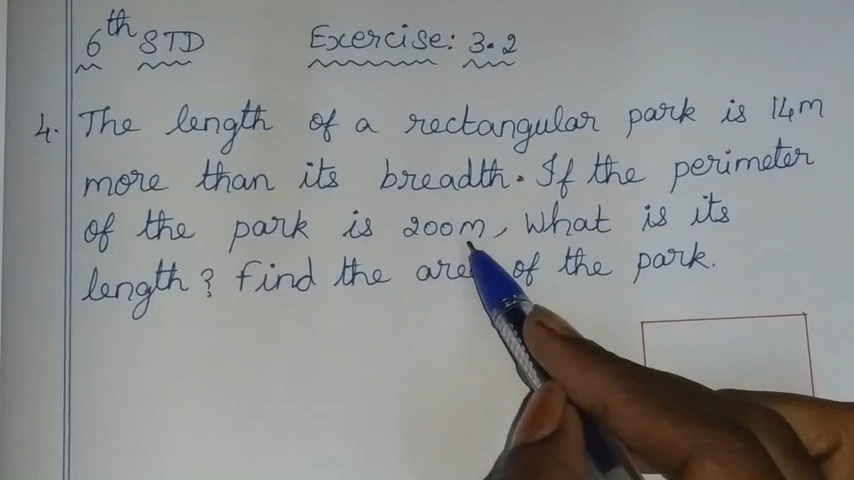 6th STD Exercise: 3.2
4. The length of a rectangular park is 14m
more than its breadth. If the perimeter
of the park is 200m, What is its
length? Find the are of the park.